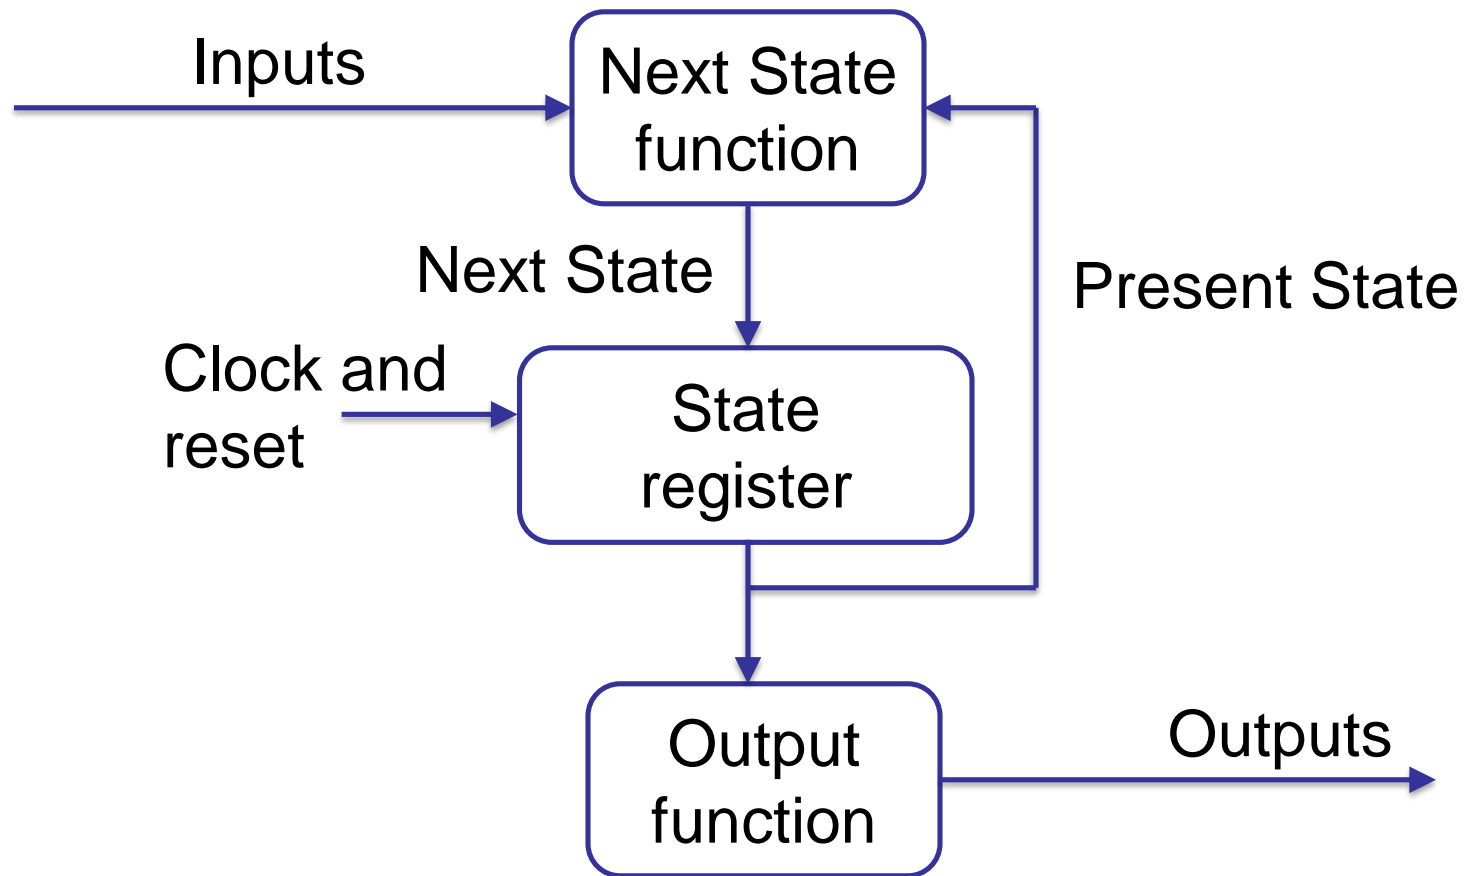 Inputs
Next State
function
Next State
Present State
Clock and
reset
State
register
Output
function
Outputs